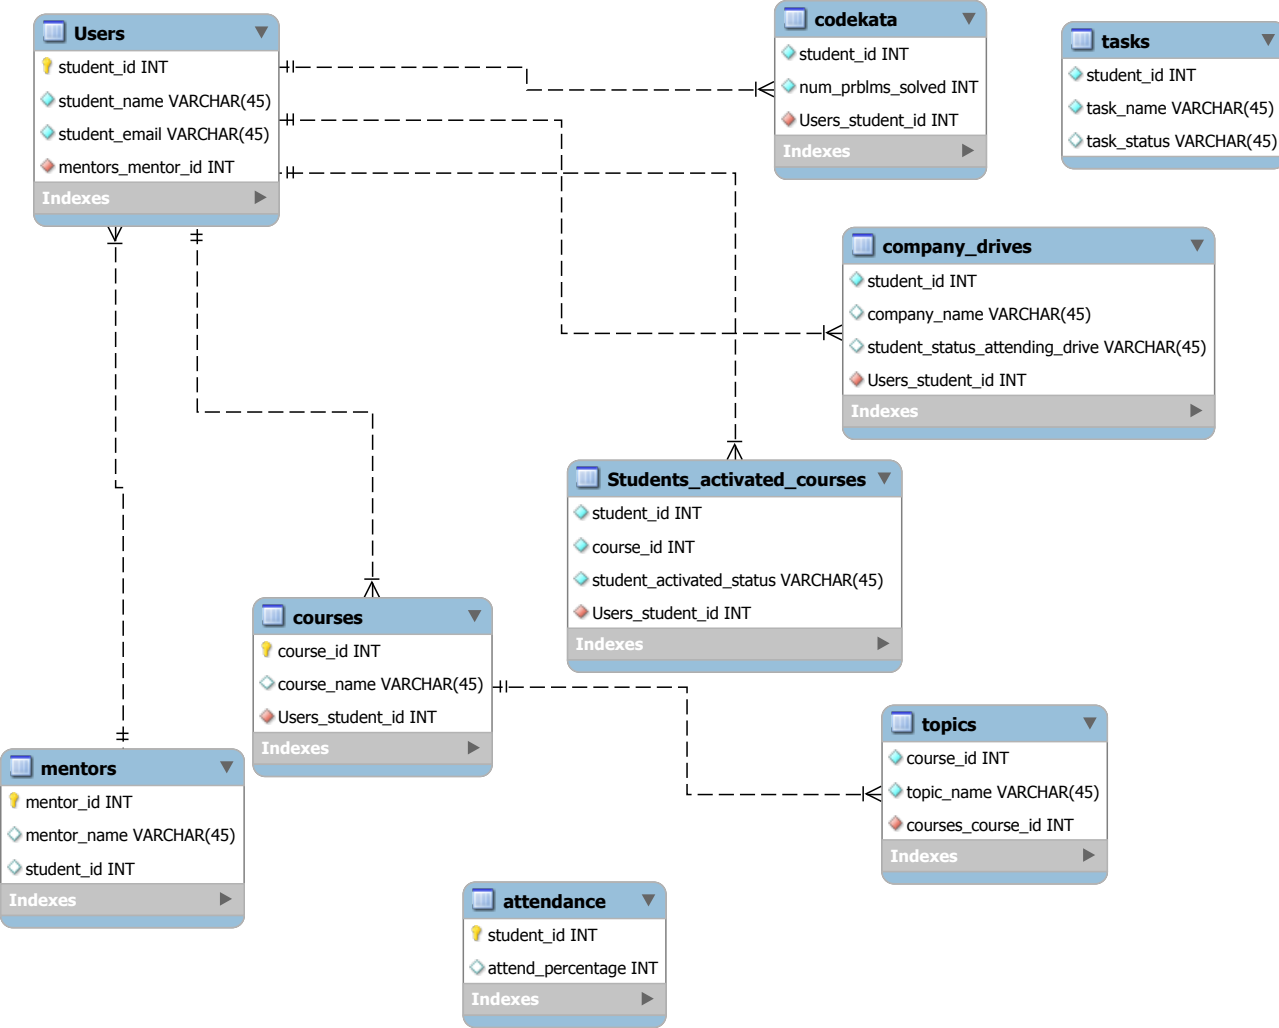 Users
student_id INT
student_name VARCHAR(45)
student_email VARCHAR(45)
mentors_mentor_id INT
Indexes
codekata
student_id INT
num_prblms_solved INT
Users_student_id INT
Indexes
tasks
student_id INT
task_name VARCHAR(45)
task_status VARCHAR(45)
company_drives
student_id INT
company_name VARCHAR(45)
student_status_attending_drive VARCHAR(45)
Users_student_id INT
Indexes
Students_activated_courses
student_id INT
course_id INT
student_activated_status VARCHAR(45)
Users_student_id INT
Indexes
courses
course_id INT
course_name VARCHAR(45)
Users_student_id INT
Indexes
topics
course_id INT
topic_name VARCHAR(45)
courses_course_id INT
Indexes
mentors
mentor_id INT
mentor_name VARCHAR(45)
student_id INT
Indexes
attendance
student_id INT
attend_percentage INT
Indexes